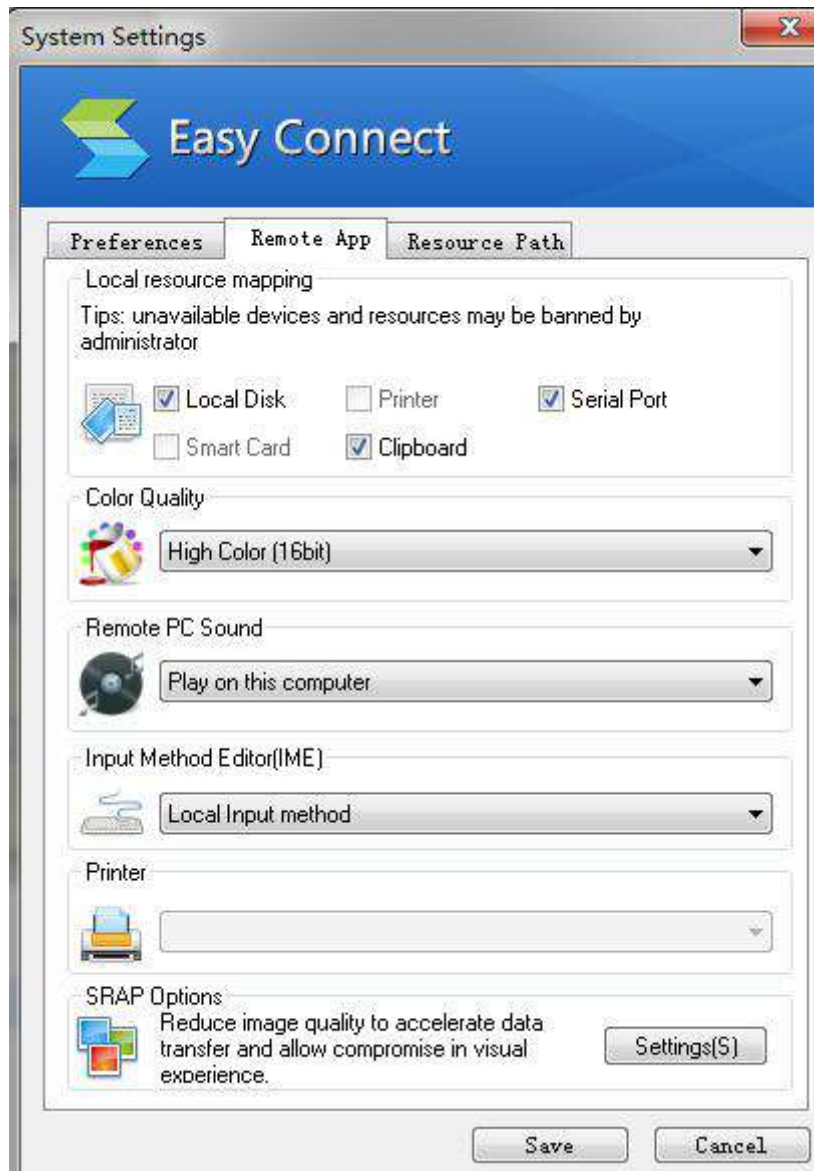 System Settings
Easy Connect
Preferences
Remote App
Resource Path
Local resource mapping
Tips: unavailable devices and resources may be banned by
administrator
Local Disk
Printer
Serial Port
Smart Card
Clipboard
Color Quality
High Color (16bit)
Remote PC Sound
Play on this computer
Input Method Editor(IME)
Local Input method
Printer
SRAP Options
Reduce image quality to accelerate data
transfer and allow compromise in visual
experience.
Settings(S)
Save
Cancel